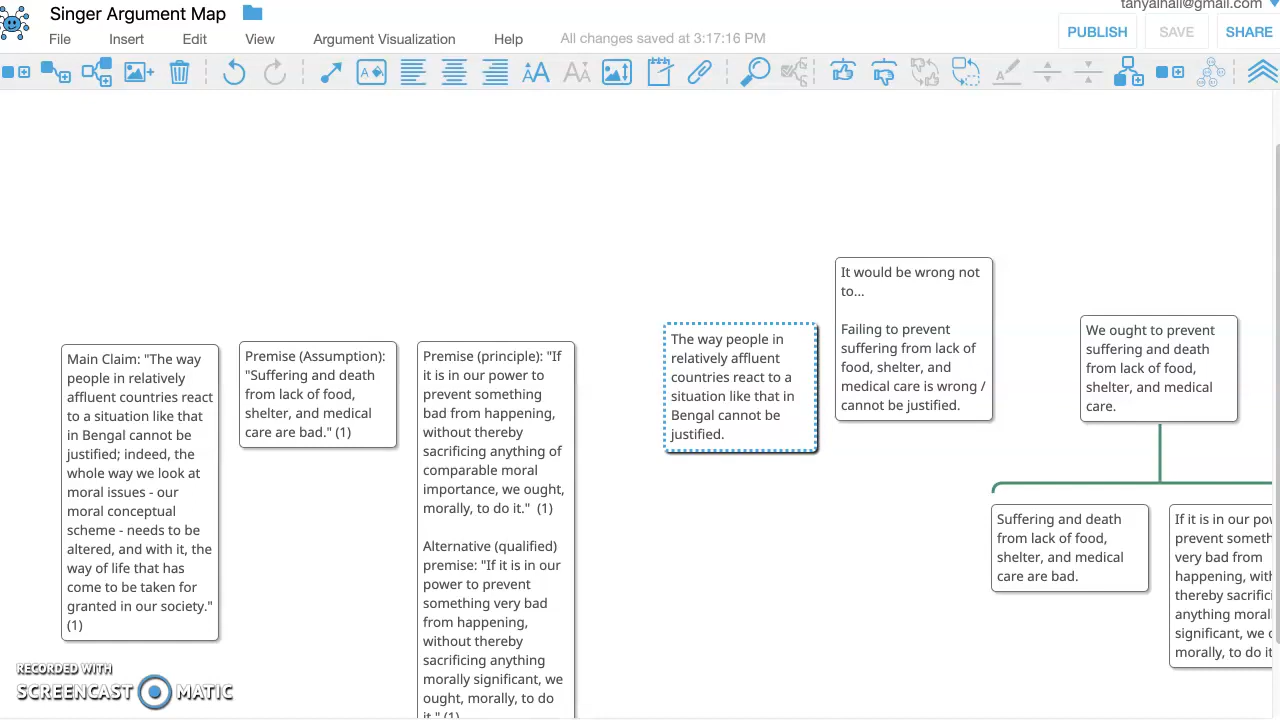 Singer Argument Map
tanyalhall@gmail.com
File Insert Edit View Argument Visualization Help All changes saved at 3:17:16 PM
PUBLISH SAVE SHARE
Main Claim: "The way
people in relatively
affluent countries react
to a situation like that
in Bengal cannot be
justified; indeed, the
whole way we look at
moral issues - our
moral conceptual
scheme - needs to be
altered, and with it, the
way of life that has
come to be taken for
granted in our society."
(1)
Premise (Assumption):
"Suffering and death
from lack of food,
shelter, and medical
care are bad." (1)
Premise (principle): "If
it is in our power to
prevent something
bad from happening,
without thereby
sacrificing anything of
comparable moral
importance, we ought,
morally, to do it." (1)
Alternative (qualified)
premise: "If it is in our
power to prevent
something very bad
from happening,
without thereby
sacrificing anything
morally significant, we
ought, morally, to do
it." (1)
The way people in
relatively affluent
countries react to a
situation like that in
Bengal cannot be
justified.
It would be wrong not
to...
Failing to prevent
suffering from lack of
food, shelter, and
medical care is wrong /
cannot be justified.
We ought to prevent
suffering and death
from lack of food,
shelter, and medical
care.
Suffering and death
from lack of food,
shelter, and medical
care are bad.
If it is in our pow
prevent someth
very bad from
happening, with
thereby sacrifici
anything morall
significant, we o
morally, to do it
RECORDED WITH
SCREENCAST MATIC